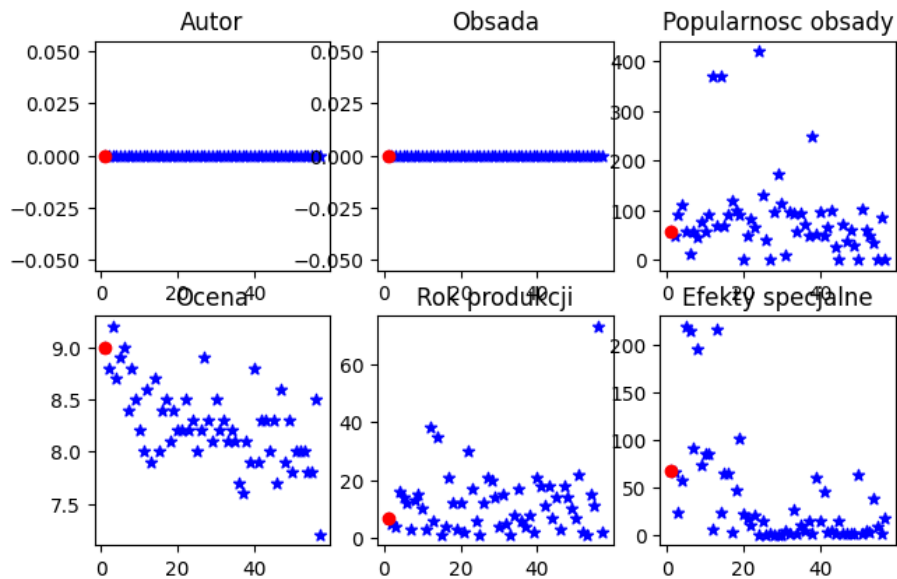 Autor Obsada Popularnosc obsady
0.050 0.050 400
0.025 0.025 300
0.000 0.000 200
−0.025 −0.025 100
−0.050 −0.050 0
0 20 40 0 20 40 0 20 40
Ocena Rok produkcji Efekty specjalne
9.0 60 200
8.5 40 150
8.0 20 100
7.5 0 50
0
0 20 40 0 20 40 0 20 40